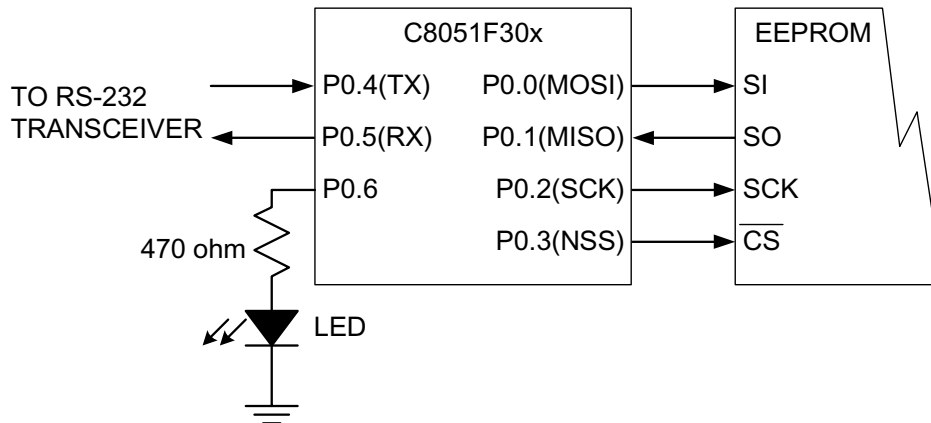 C8051F30x
EEPROM
TO RS-232
TRANSCEIVER
P0.4(TX)
P0.5(RX)
P0.6
P0.0(MOSI)
P0.1(MISO)
P0.2(SCK)
P0.3(NSS)
SI
SO
SCK
CS
470 ohm
LED